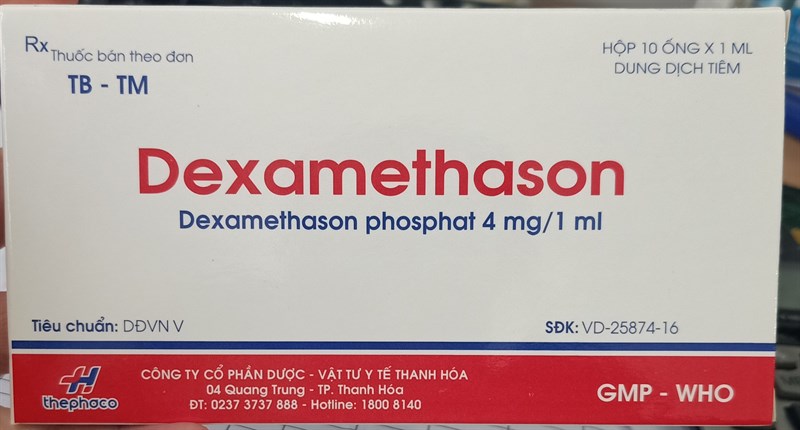 Rx Thuốc bán theo đơn
TB - TM
HỘP 10 ỐNG X 1 ML
DUNG DỊCH TIÊM
Dexamethason
Dexamethason phosphat 4 mg/1 ml
Tiêu chuẩn: DĐVN V
SĐK: VD-25874-16
thephaco
CÔNG TY CỔ PHẦN DƯỢC - VẬT TƯ Y TẾ THANH HÓA
04 Quang Trung - TP. Thanh Hóa
ĐT: 0237 3737 888 - Hotline: 1800 8140
GMP - WHO